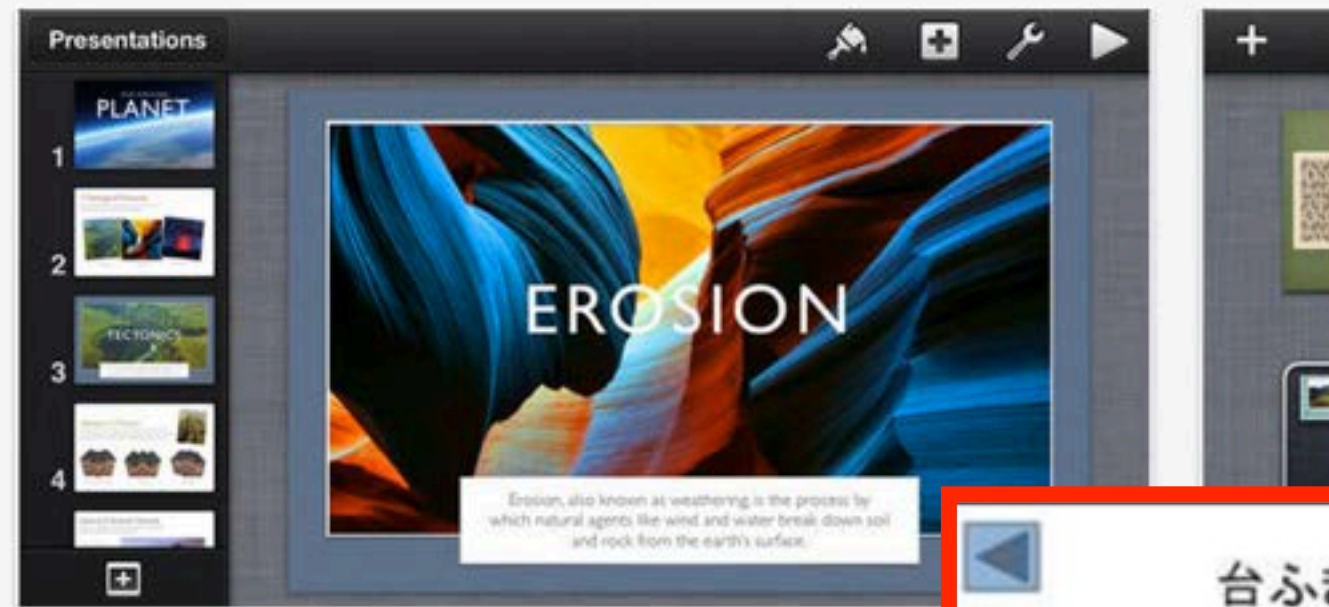 Presentations
PLANET
1
2
TECTONICS
3
4
EROSION
Erosion, also known as weathering, is the process by
which natural agents like wind and water break down soil
and rock from the earth's surface.
台ふ